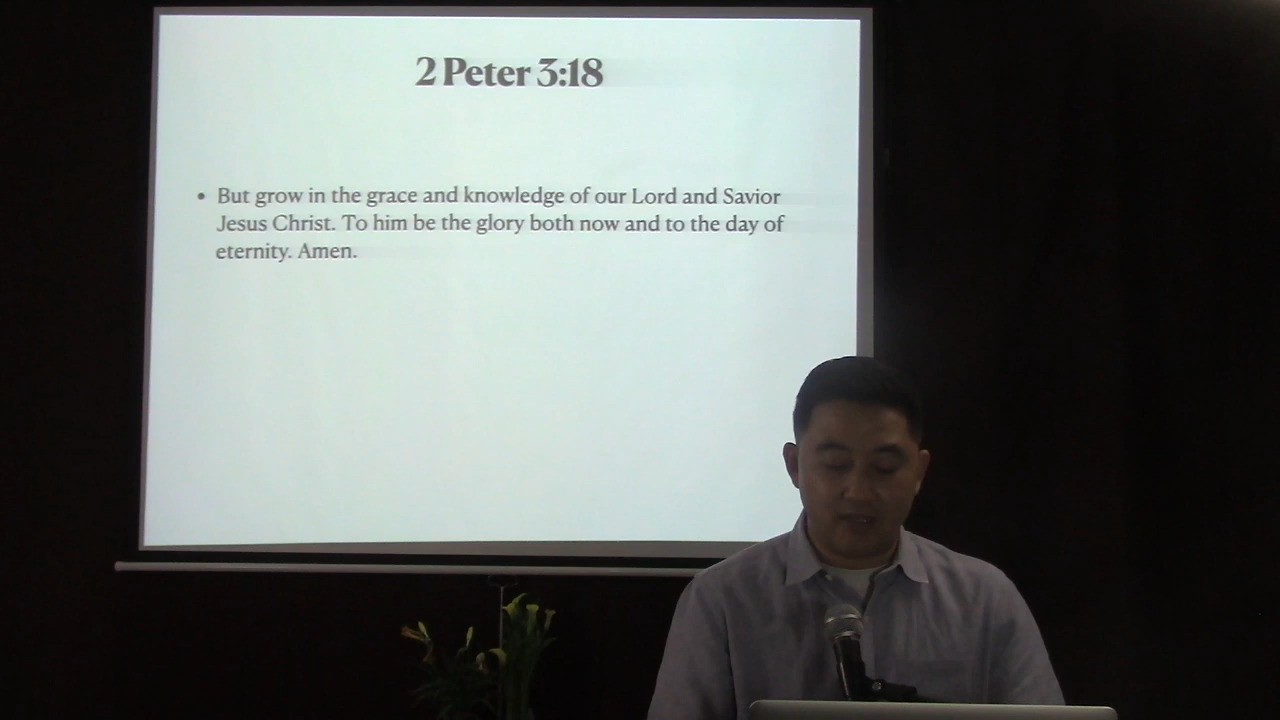 2 Peter 3:18
• But grow in the grace and knowledge of our Lord and Savior
Jesus Christ. To him be the glory both now and to the day of
eternity. Amen.